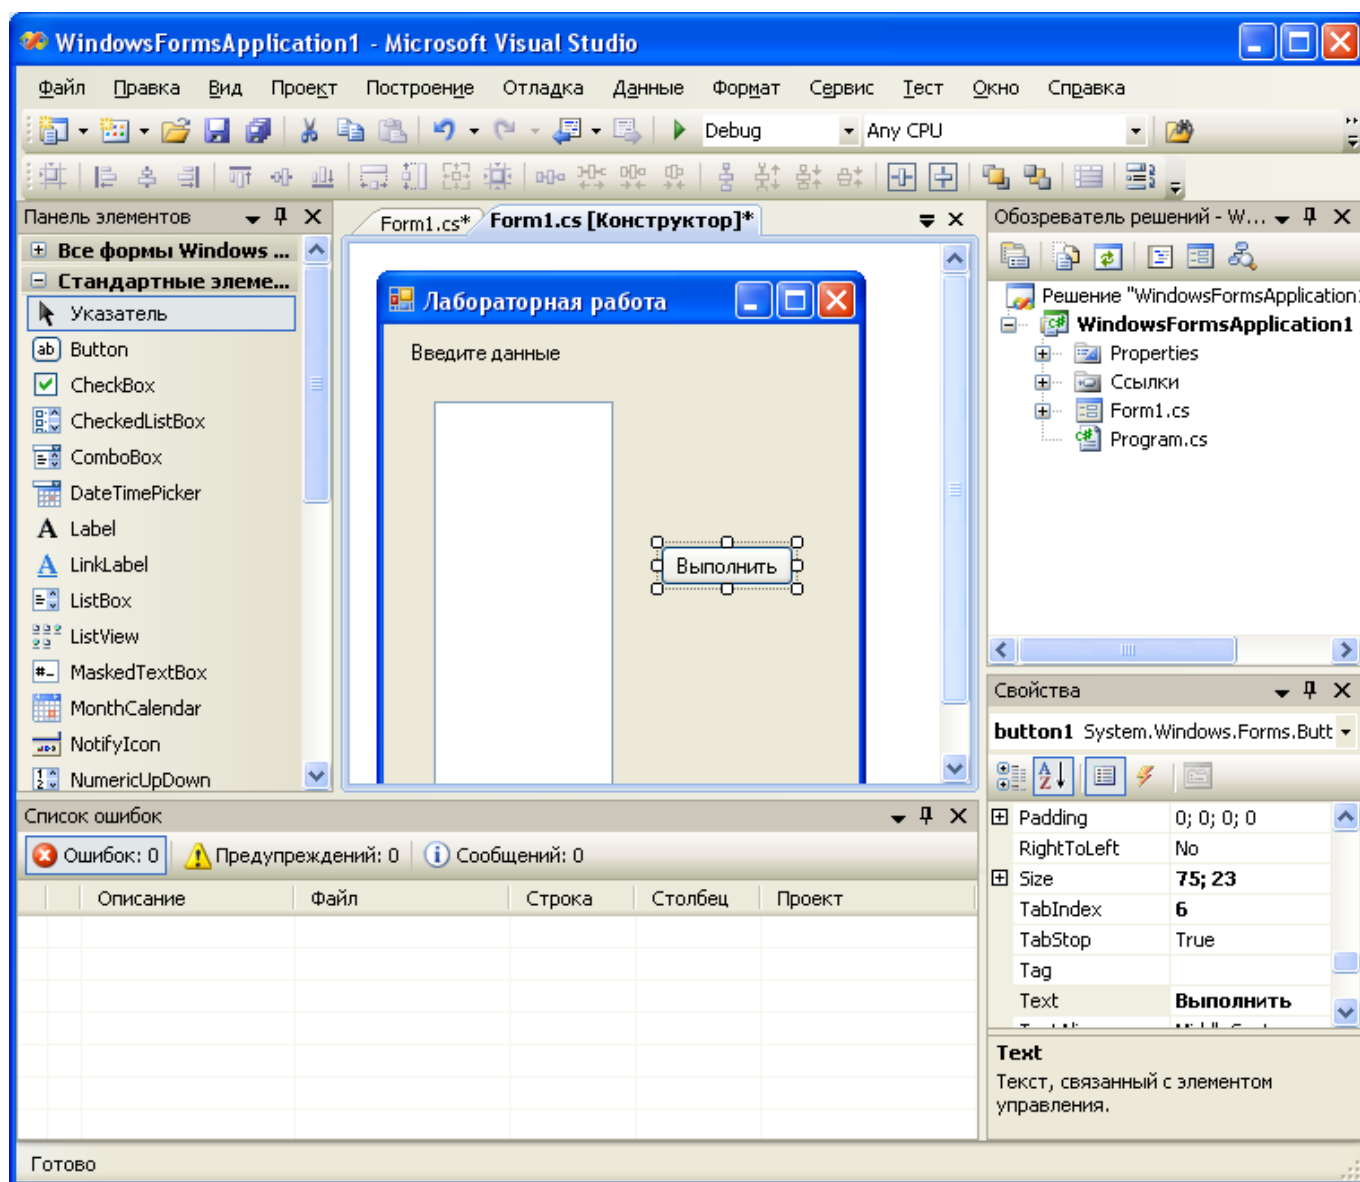 WindowsFormsApplication1 - Microsoft Visual Studio
Файл Правка Вид Проект Построение Отладка Данные Формат Сервис Тест Окно Справка
Debug Any CPU
Панель элементов
Все формы Windows ...
Стандартные элеме...
Указатель
Button
CheckBox
CheckedListBox
ComboBox
DateTimePicker
Label
LinkLabel
ListBox
ListView
MaskedTextBox
MonthCalendar
NotifyIcon
NumericUpDown
Form1.cs* Form1.cs [Конструктор]*
Лабораторная работа
Введите данные
Выполнить
Обозреватель решений - W...
Решение "WindowsFormsApplication
WindowsFormsApplication1
Properties
Ссылки
Form1.cs
Program.cs
Свойства
button1 System.Windows.Forms.Butt
Padding 0; 0; 0; 0
RightToLeft No
Size 75; 23
TabIndex 6
TabStop True
Tag
Text Выполнить
Text
Текст, связанный с элементом
управления.
Список ошибок
Ошибок: 0 Предупреждений: 0 Сообщений: 0
Описание Файл Строка Столбец Проект
Готово